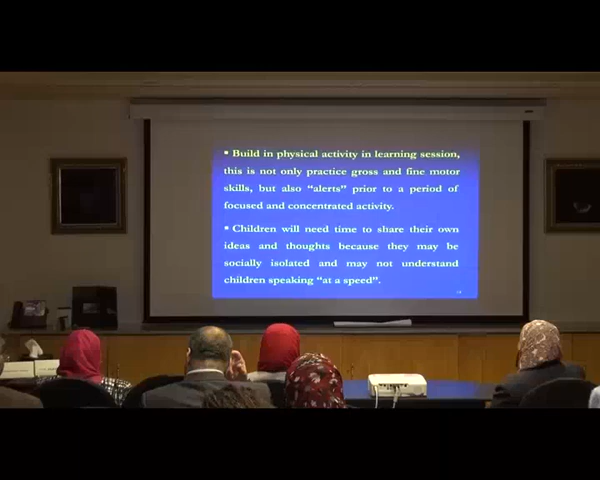 • Build in physical activity in learning session,
this is not only practice gross and fine motor
skills, but also “alerts” prior to a period of
focused and concentrated activity.
• Children will need time to share their own
ideas and thoughts because they may be
socially isolated and may not understand
children speaking “at a speed”.